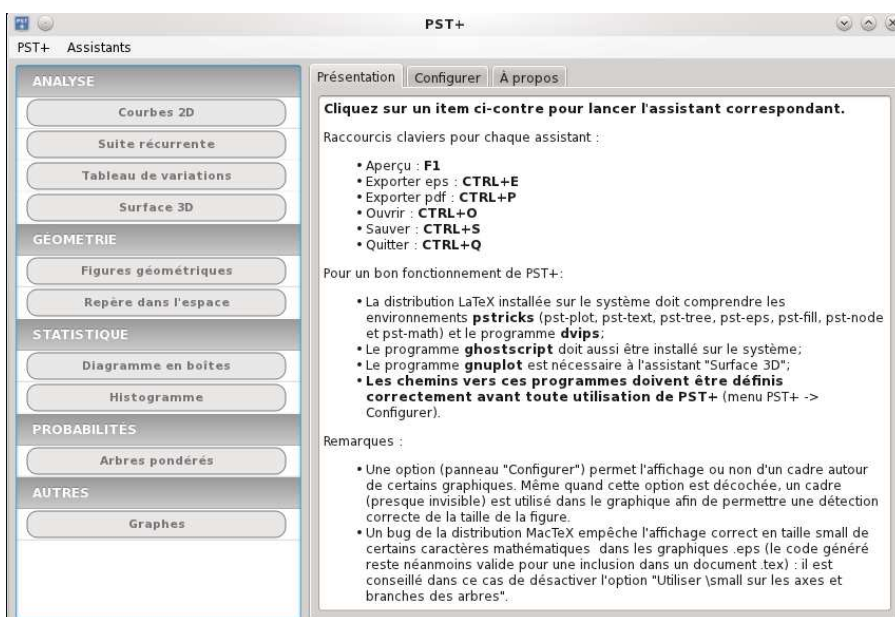 PST+
PST+ Assistants
ANALYSE
Courbes 2D
Suite récurrente
Tableau de variations
Surface 3D
GÉOMETRIE
Figures géométriques
Repère dans l'espace
STATISTIQUE
Diagramme en boîtes
Histogramme
PROBABILITÉS
Arbres pondérés
AUTRES
Graphes
Présentation Configurer À propos
Cliquez sur un item ci-contre pour lancer l'assistant correspondant.
Raccourcis claviers pour chaque assistant :
• Aperçu : F1
• Exporter eps : CTRL+E
• Exporter pdf : CTRL+P
• Ouvrir : CTRL+O
• Sauver : CTRL+S
• Quitter : CTRL+Q
Pour un bon fonctionnement de PST+:
• La distribution LaTeX installée sur le système doit comprendre les
environnements pstricks (pst-plot, pst-text, pst-tree, pst-eps, pst-fill, pst-node
et pst-math) et le programme dvips;
• Le programme ghostscript doit aussi être installé sur le système;
• Le programme gnuplot est nécessaire à l'assistant "Surface 3D";
• Les chemins vers ces programmes doivent être définis
correctement avant toute utilisation de PST+ (menu PST+ ->
Configurer).
Remarques :
• Une option (panneau "Configurer") permet l'affichage ou non d'un cadre autour
de certains graphiques. Même quand cette option est décochée, un cadre
(presque invisible) est utilisé dans le graphique afin de permettre une détection
correcte de la taille de la figure.
• Un bug de la distribution MacTeX empêche l'affichage correct en taille small de
certains caractères mathématiques dans les graphiques .eps (le code généré
reste néanmoins valide pour une inclusion dans un document .tex) : il est
conseillé dans ce cas de désactiver l'option "Utiliser \small sur les axes et
branches des arbres".